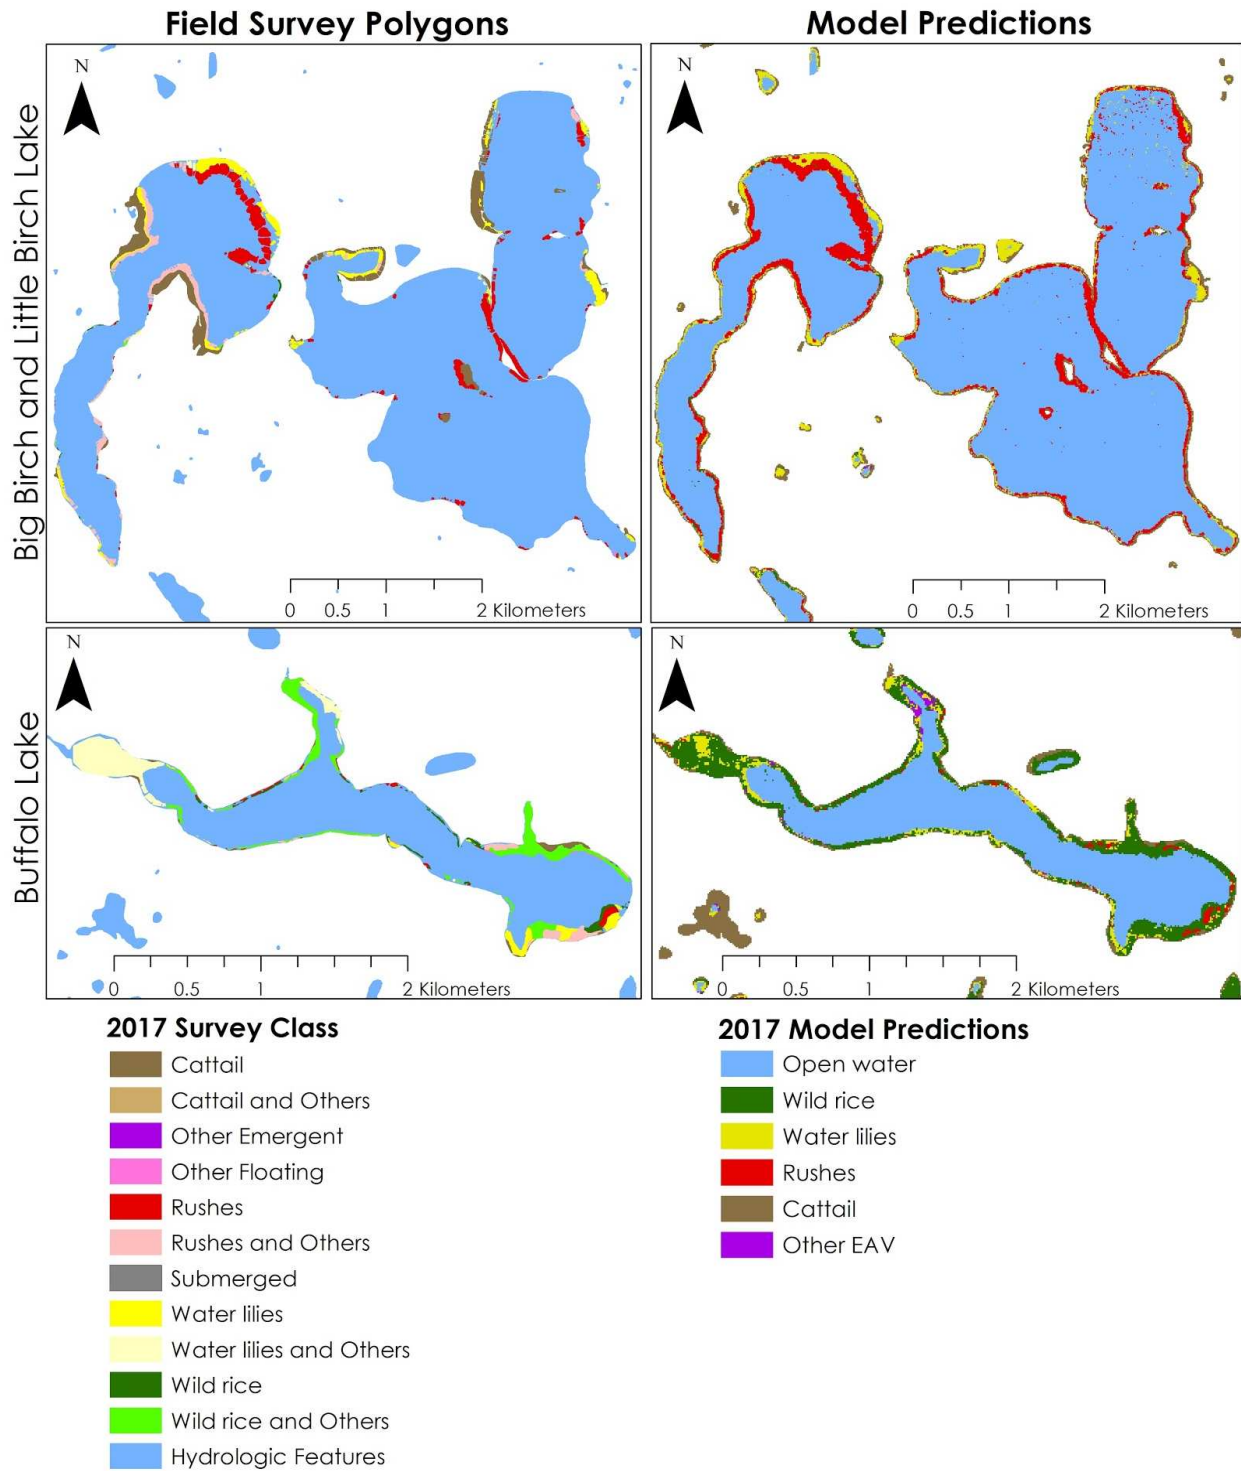 Field Survey Polygons
Model Predictions
Big Birch and Little Birch Lake
N
0 0.5 1 2 Kilometers
N
0 0.5 1 2 Kilometers
Buffalo Lake
N
0 0.5 1 2 Kilometers
N
0 0.5 1 2 Kilometers
2017 Survey Class
Cattail
Cattail and Others
Other Emergent
Other Floating
Rushes
Rushes and Others
Submerged
Water lilies
Water lilies and Others
Wild rice
Wild rice and Others
Hydrologic Features
2017 Model Predictions
Open water
Wild rice
Water lilies
Rushes
Cattail
Other EAV